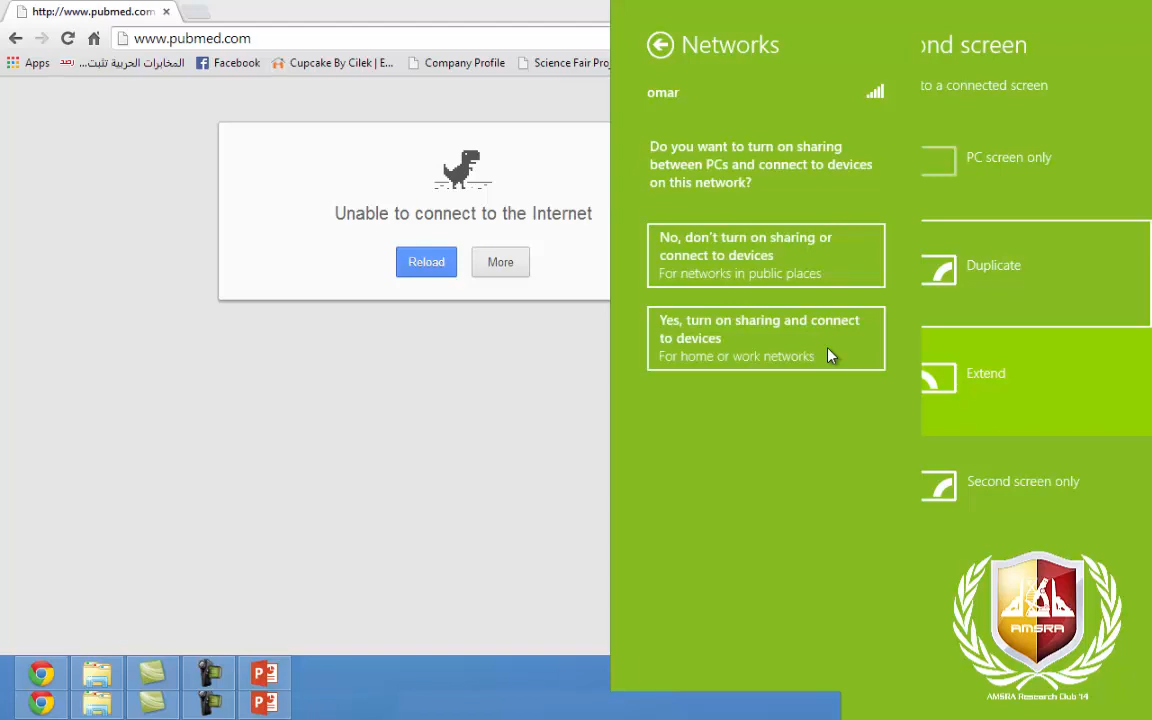 http://www.pubmed.com
www.pubmed.com
Apps
المخابرات الحربية تثبت...
رصد
Facebook
Cupcake By Cilek | E...
Company Profile
Science Fair Proj
Unable to connect to the Internet
Reload
More
Networks
omar
Do you want to turn on sharing
between PCs and connect to devices
on this network?
No, don't turn on sharing or
connect to devices
For networks in public places
Yes, turn on sharing and connect
to devices
For home or work networks
ond screen
to a connected screen
PC screen only
Duplicate
Extend
Second screen only
AMSRA
AMSRA Research Club '14